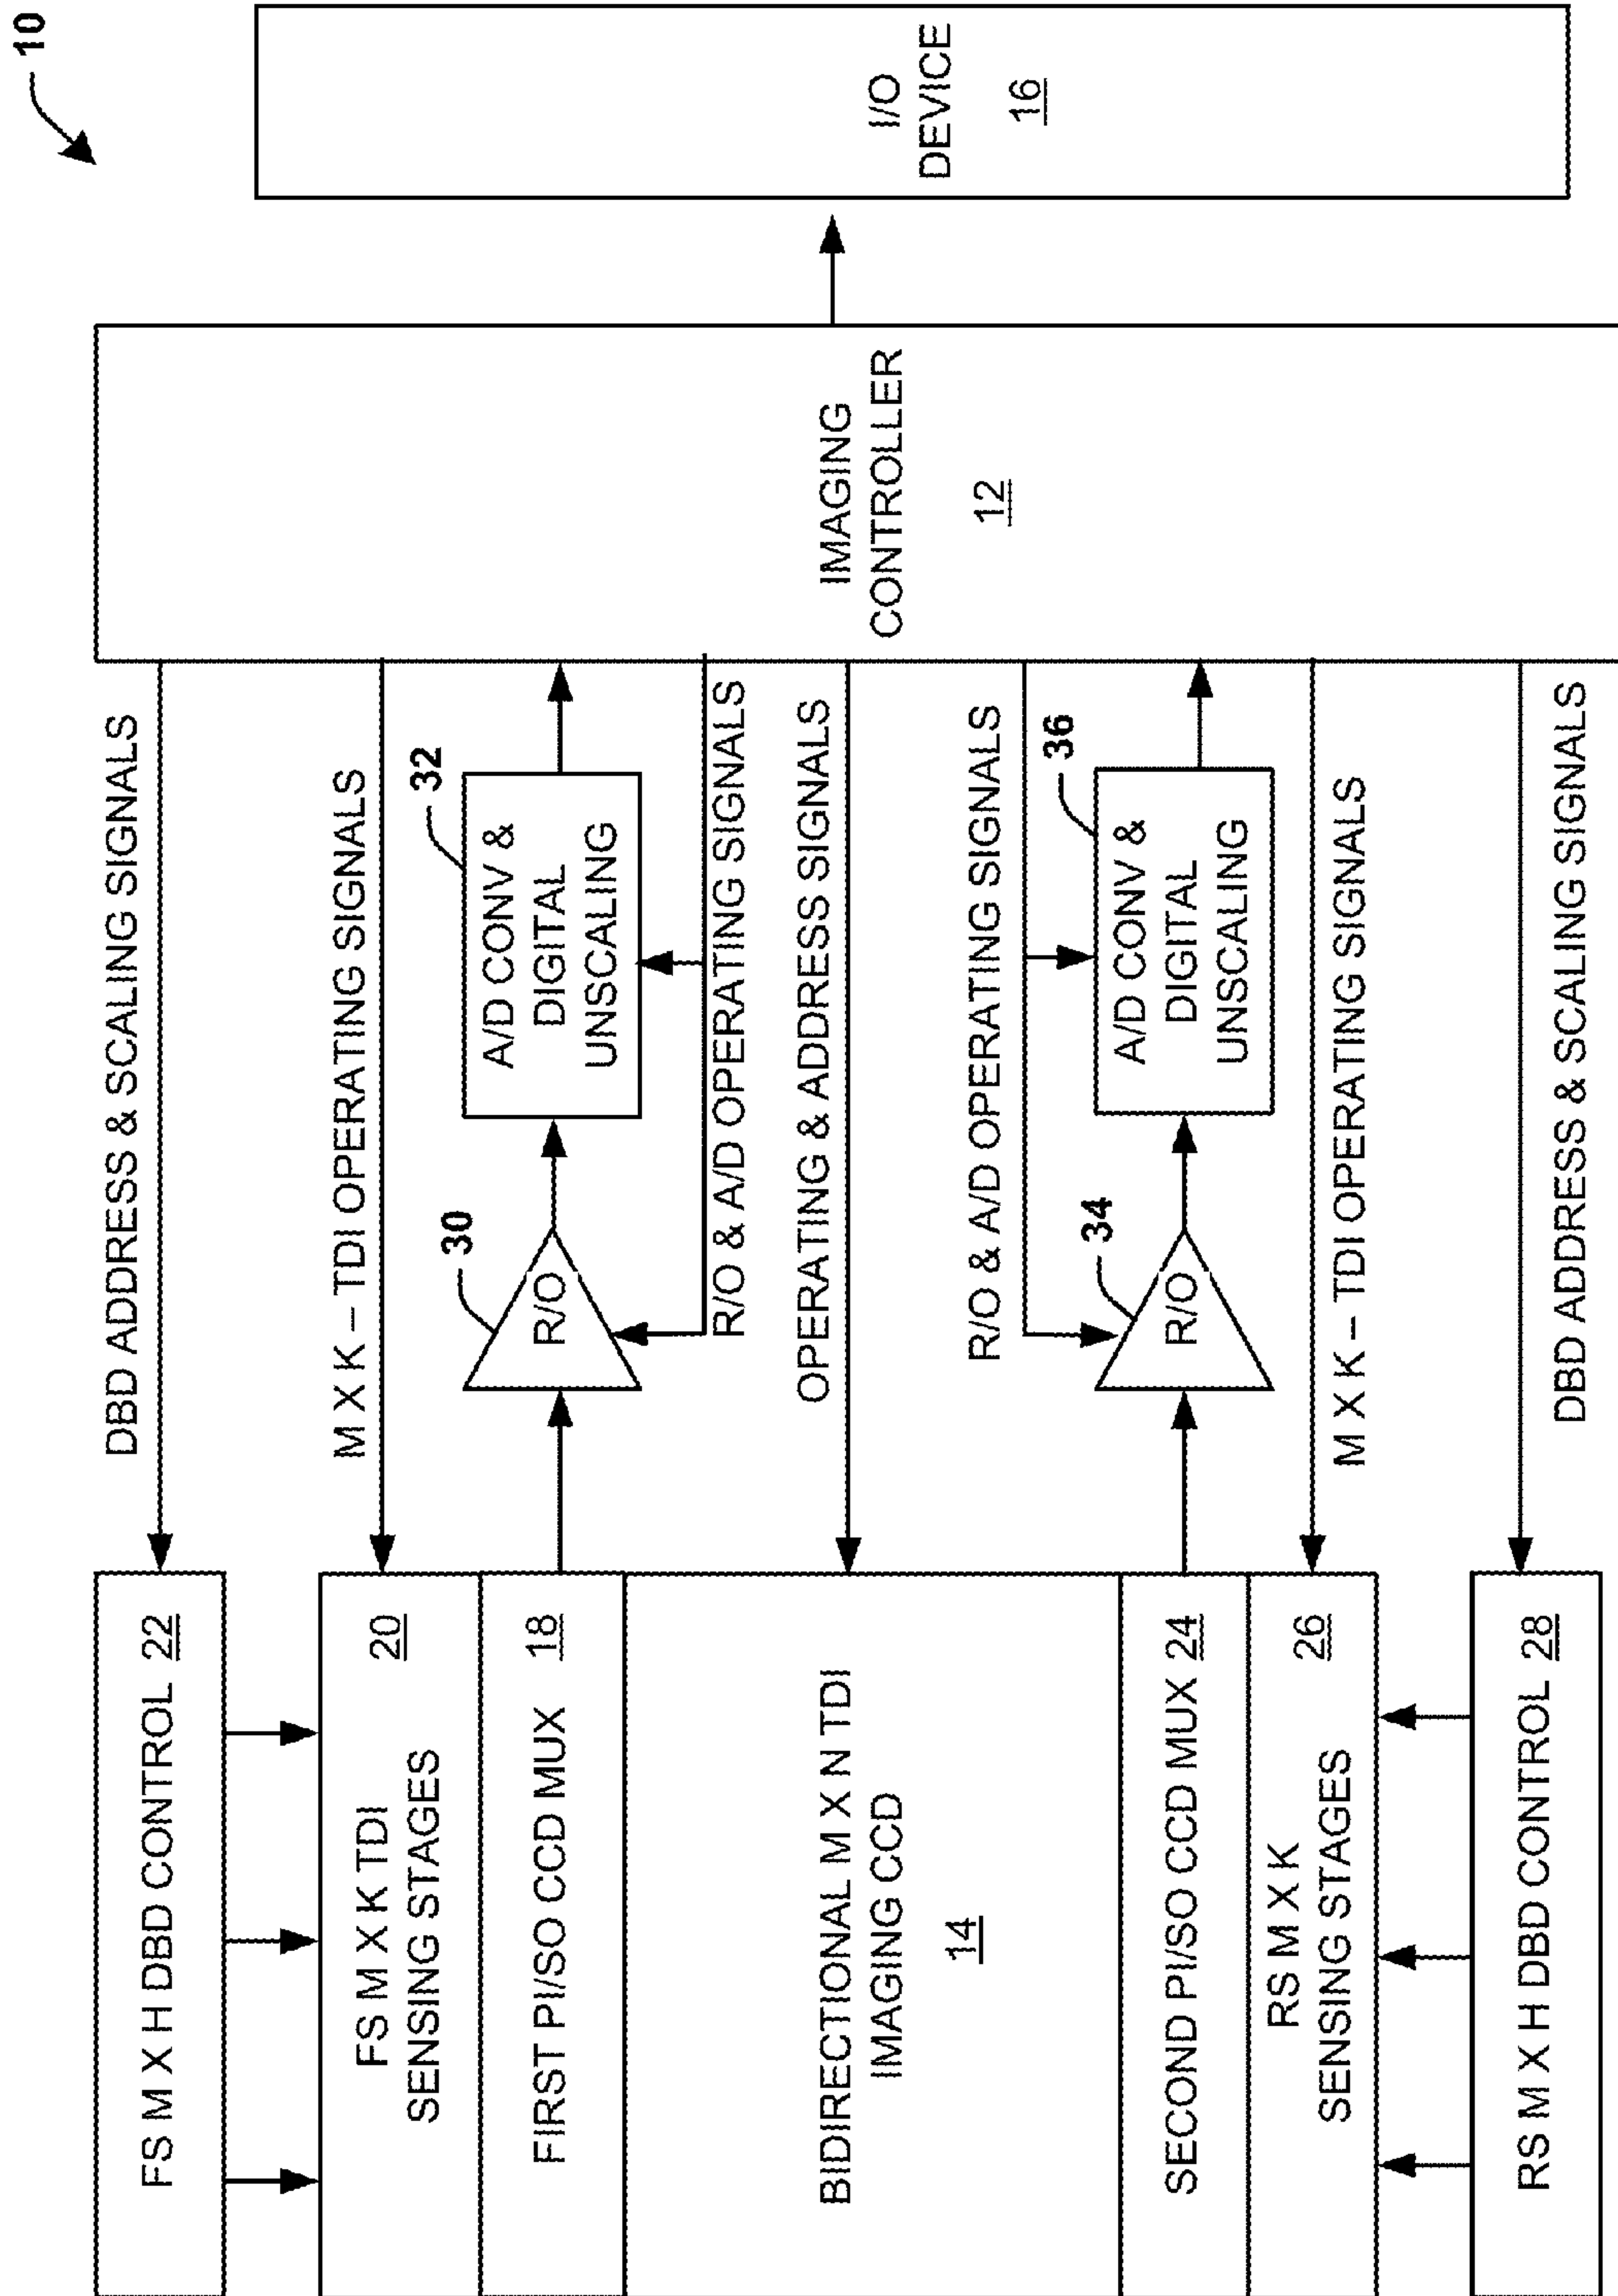 10
FS M X H DBD CONTROL 22
DBD ADDRESS & SCALING SIGNALS
FS M X K TDI
SENSING STAGES
20
M X K – TDI OPERATING SIGNALS
FIRST PI/SO CCD MUX 18
R/O
30
A/D CONV &
DIGITAL
UNSCALING
32
R/O & A/D OPERATING SIGNALS
BIDIRECTIONAL M X N TDI
IMAGING CCD
14
OPERATING & ADDRESS SIGNALS
R/O & A/D OPERATING SIGNALS
SECOND PI/SO CCD MUX 24
R/O
34
A/D CONV &
DIGITAL
UNSCALING
36
RS M X K
SENSING STAGES
26
M X K – TDI OPERATING SIGNALS
RS M X H DBD CONTROL 28
DBD ADDRESS & SCALING SIGNALS
IMAGING
CONTROLLER
12
I/O
DEVICE
16